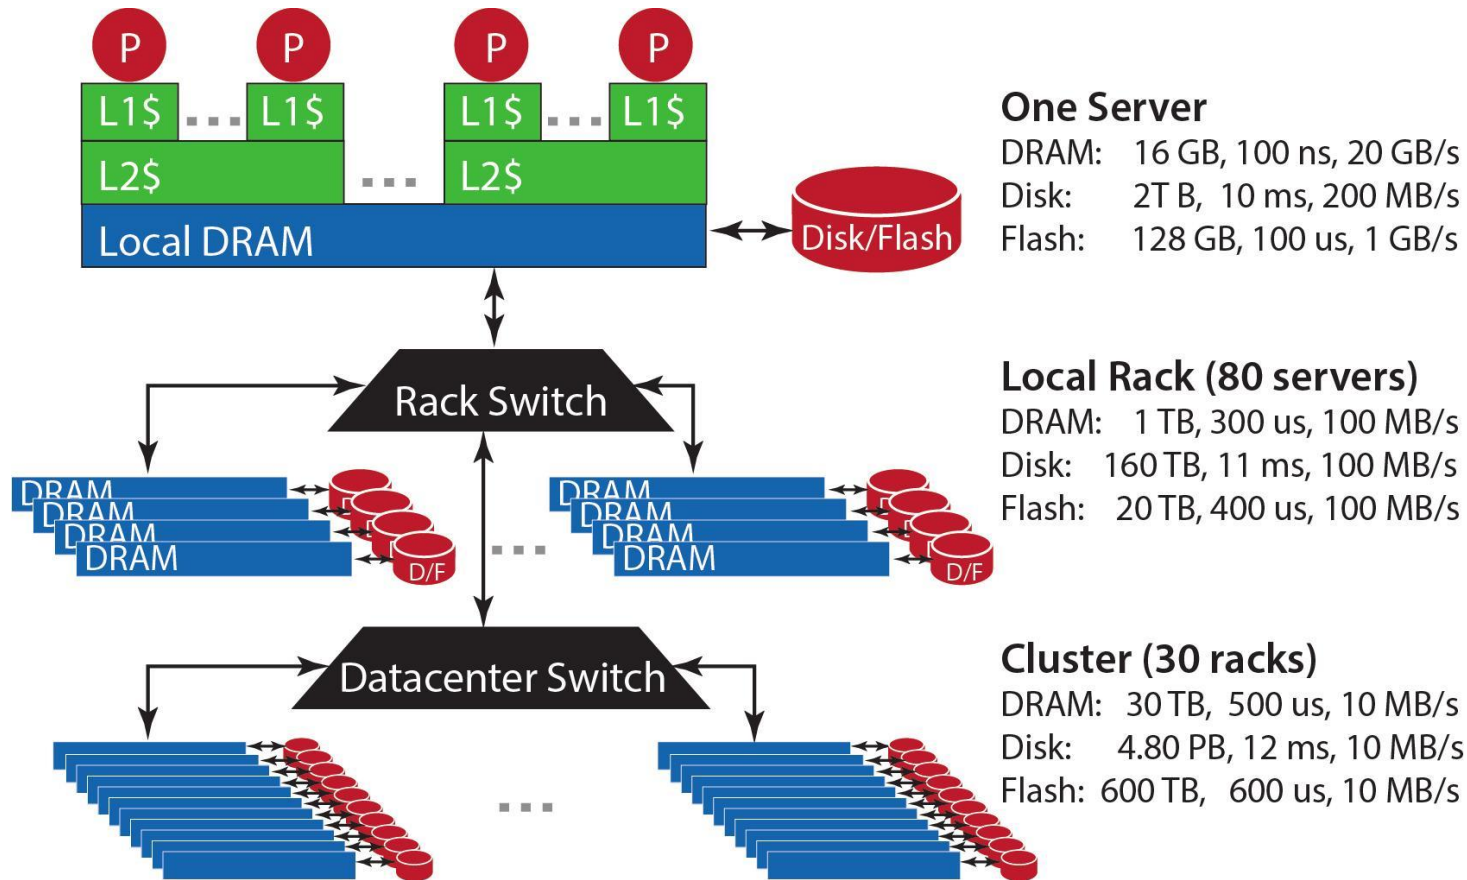 P P P P
L1$ L1$ L1$ L1$
L2$ L2$
Local DRAM
Disk/Flash
One Server
DRAM: 16 GB, 100 ns, 20 GB/s
Disk: 2T B, 10 ms, 200 MB/s
Flash: 128 GB, 100 us, 1 GB/s
Rack Switch
Local Rack (80 servers)
DRAM: 1 TB, 300 us, 100 MB/s
Disk: 160 TB, 11 ms, 100 MB/s
Flash: 20 TB, 400 us, 100 MB/s
DRAM DRAM
DRAM DRAM
DRAM DRAM
DRAM DRAM
D/F D/F
Datacenter Switch
Cluster (30 racks)
DRAM: 30 TB, 500 us, 10 MB/s
Disk: 4.80 PB, 12 ms, 10 MB/s
Flash: 600 TB, 600 us, 10 MB/s